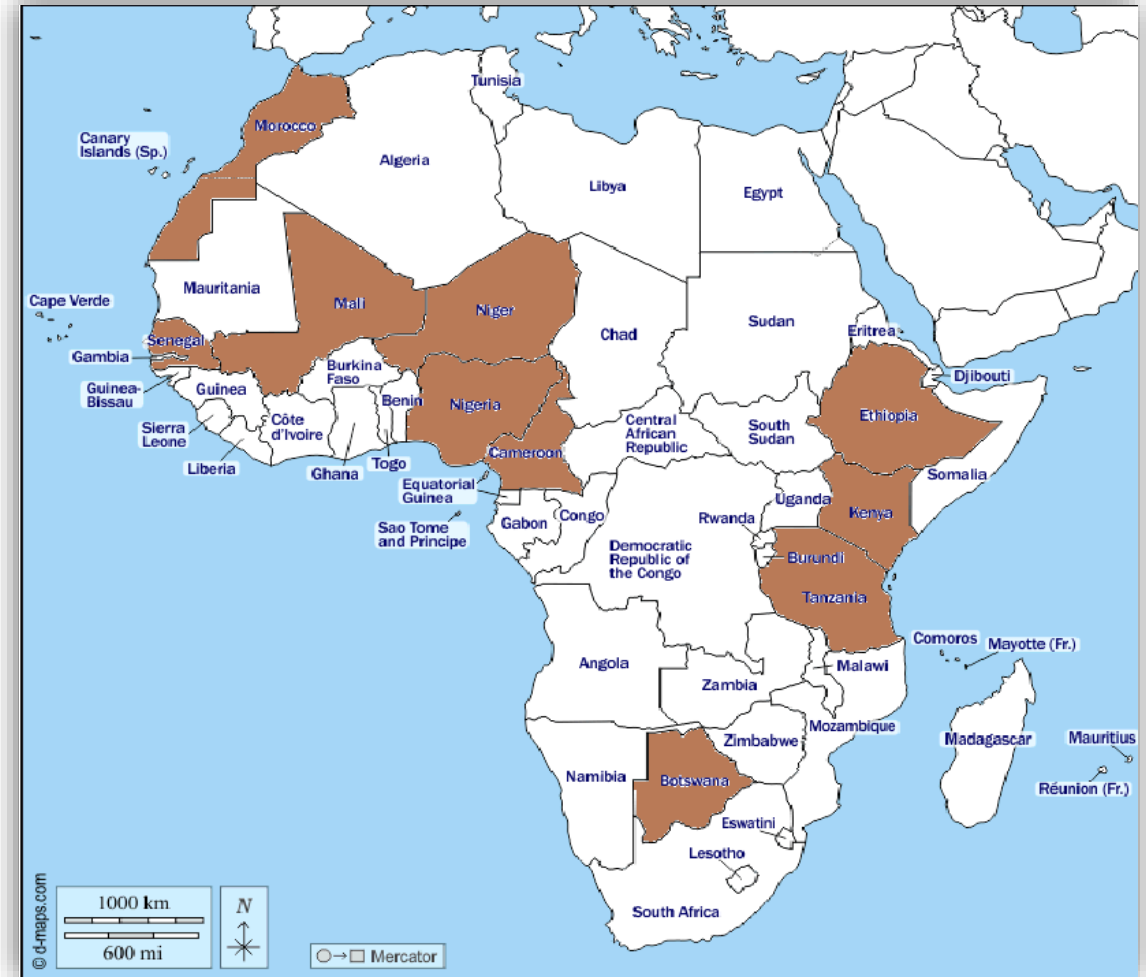 Tunisia
Morocco
Canary
Islands (Sp.)
Algeria
Libya
Egypt
Mauritania
Cape Verde
Mali
Niger
Chad
Sudan
Eritrea
Senegal
Gambia
Guinea-
Bissau
Guinea
Burkina
Faso
Benin
Nigeria
Djibouti
Ethiopia
Sierra
Leone
Côte
d'Ivoire
Central
African
Republic
South
Sudan
Liberia
Ghana
Togo
Cameroon
Somalia
Equatorial
Guinea
Uganda
Kenya
Sao Tome
and Principe
Gabon
Congo
Rwanda
Democratic
Republic of
the Congo
Burundi
Tanzania
Comoros
Mayotte (Fr.)
Angola
Malawi
Zambia
Mozambique
Zimbabwe
Madagascar
Mauritius
Réunion (Fr.)
Namibia
Botswana
Eswatini
Lesotho
South Africa
© d-maps.com
1000 km
600 mi
N
Mercator